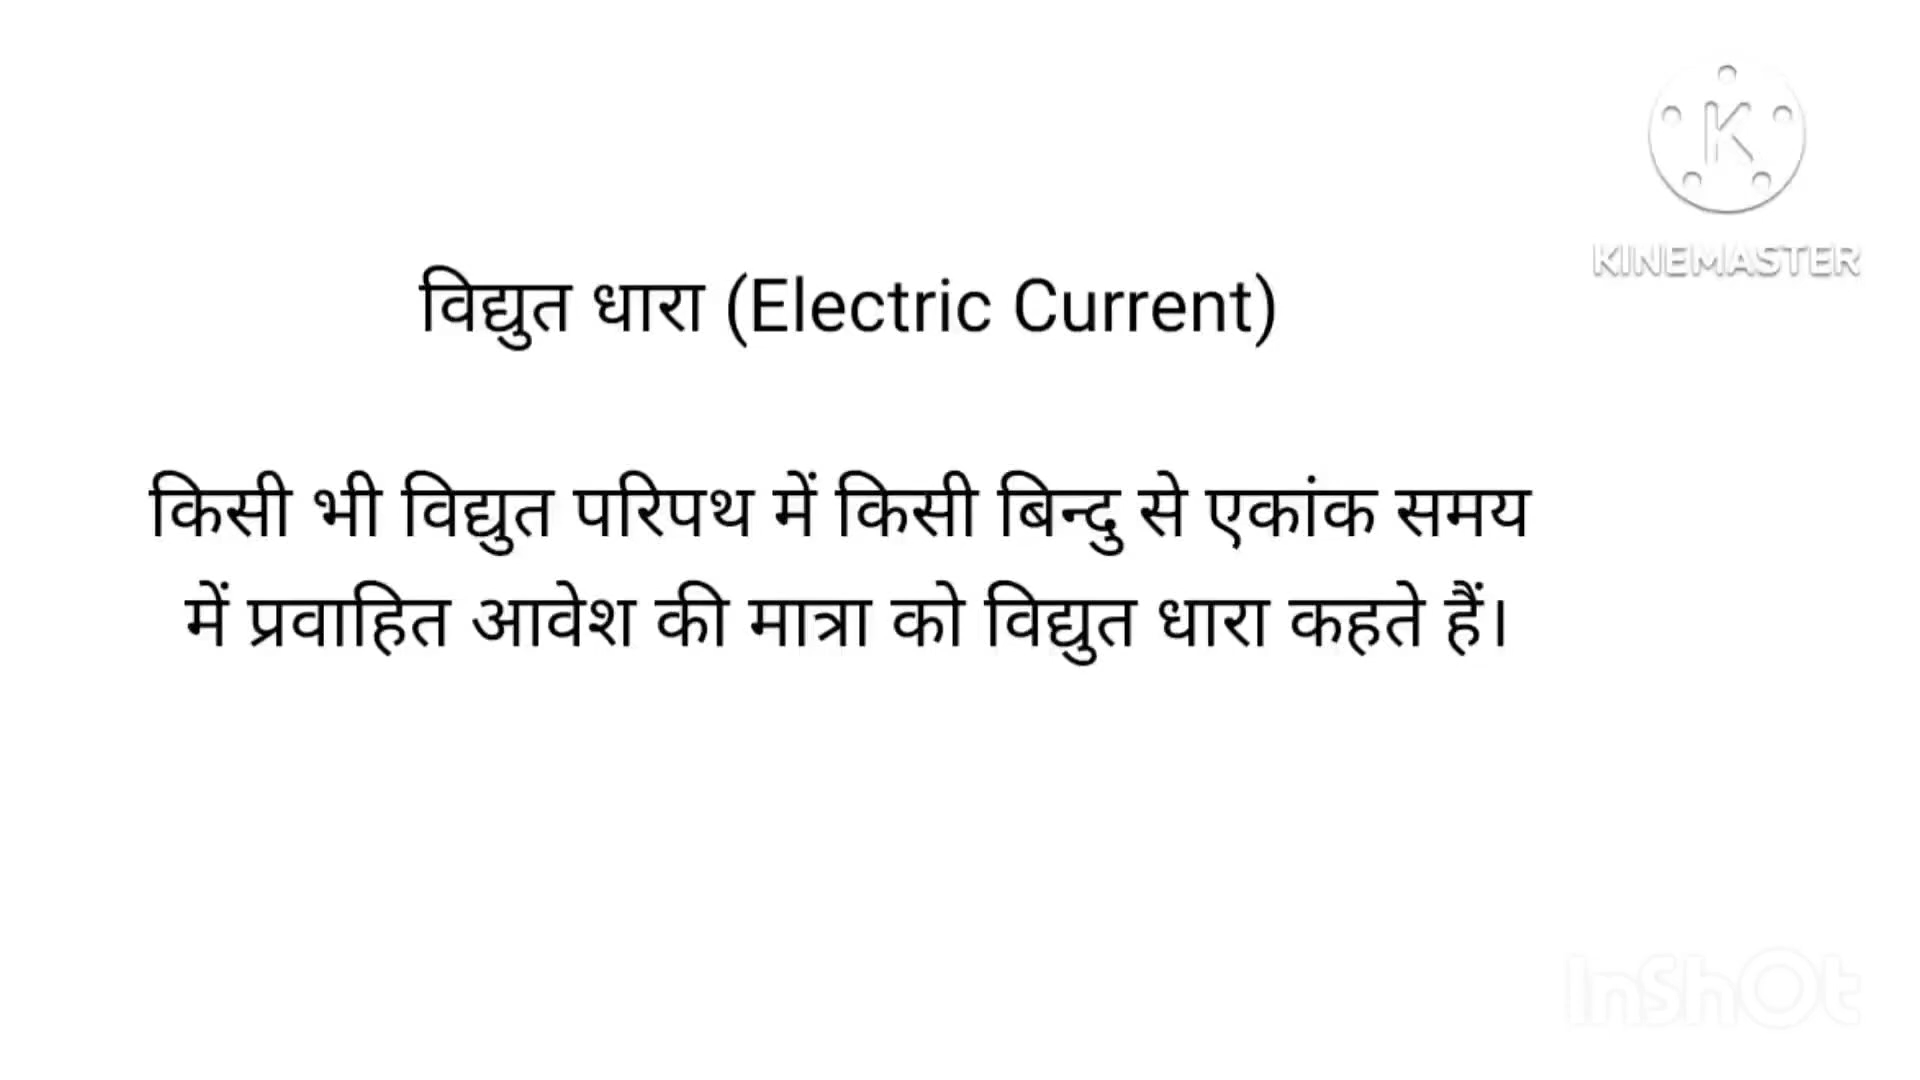 KINEMASTER
विद्युत धारा (Electric Current)
किसी भी विद्युत परिपथ में किसी बिन्दु से एकांक समय
में प्रवाहित आवेश की मात्रा को विद्युत धारा कहते हैं।
InShOt